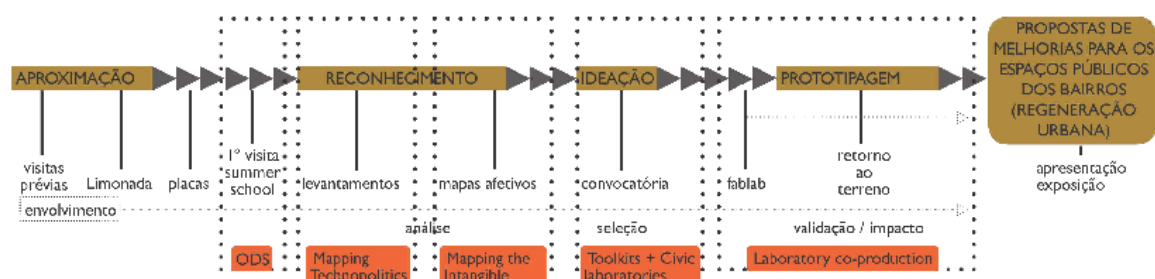 PROPOSTAS DE
MELHORIAS PARA OS
ESPAÇOS PÚBLICOS
DOS BAIRROS
(REGENERAÇÃO
URBANA)
APROXIMAÇÃO
RECONHECIMENTO
IDEAÇÃO
PROTOTIPAGEM
visitas
prévias
Limonada
placas
1° visita
summer
school
levantamentos
mapas afetivos
convocatória
fablab
retorno
ao
terreno
apresentação
exposição
envolvimento
análise
seleção
validação / impacto
ODS
Mapping
Technopolitics
Mapping the
Intangible
Toolkits + Civic
laboratories
Laboratory co-production